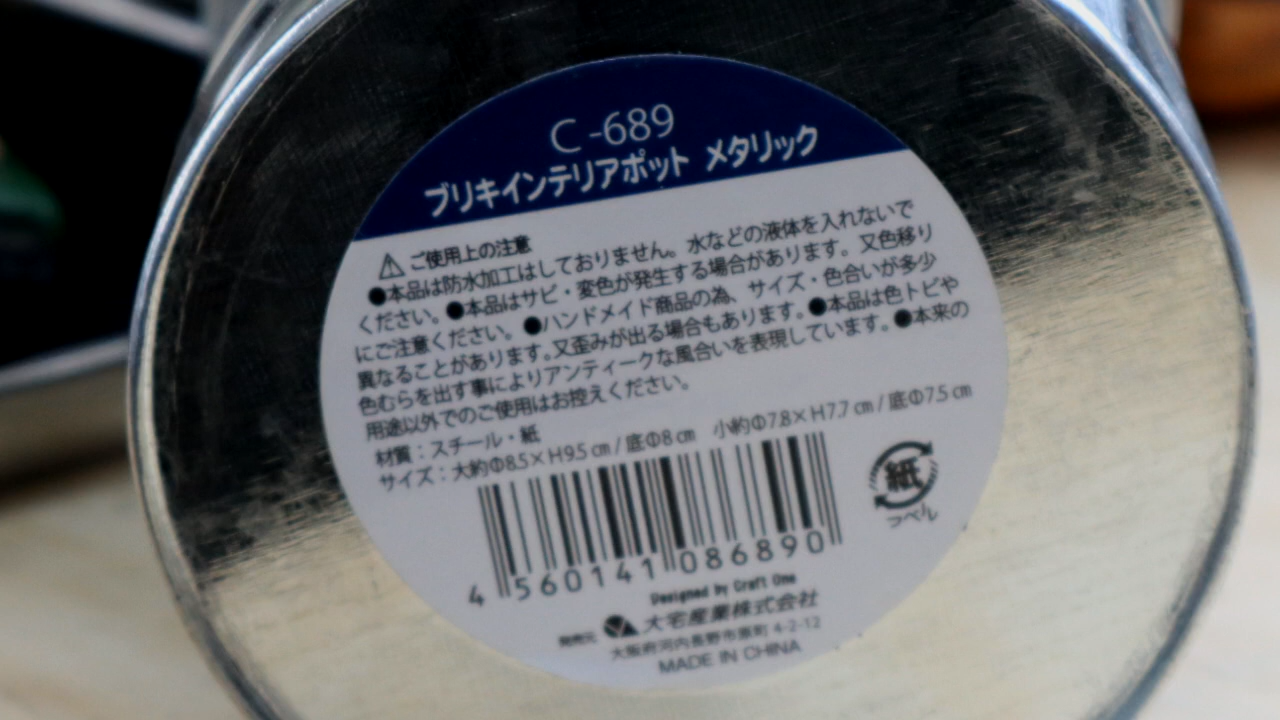 C-689
ブリキインテリアポット メタリック
⚠ご使用上の注意
●本品は防水加工はしておりません。水などの液体を入れないで
ください。●本品はサビ・変色が発生する場合があります。又色移り
にご注意ください。●ハンドメイド商品の為、サイズ・色合いが多少
異なることがあります。又歪みが出る場合もあります。●本品は色トビや
色むらを出す事によりアンティークな風合いを表現しています。●本来の
用途以外でのご使用はお控えください。
材質:スチール・紙
サイズ:大約Φ8.5×H9.5㎝/底Φ8㎝ 小約Φ7.8×H7.7㎝/底Φ7.5㎝
紙
ラベル
4 560141 086890
Designed by Craft One
発売元 大宅産業株式会社
大阪府河内長野市原町 4-2-12
MADE IN CHINA